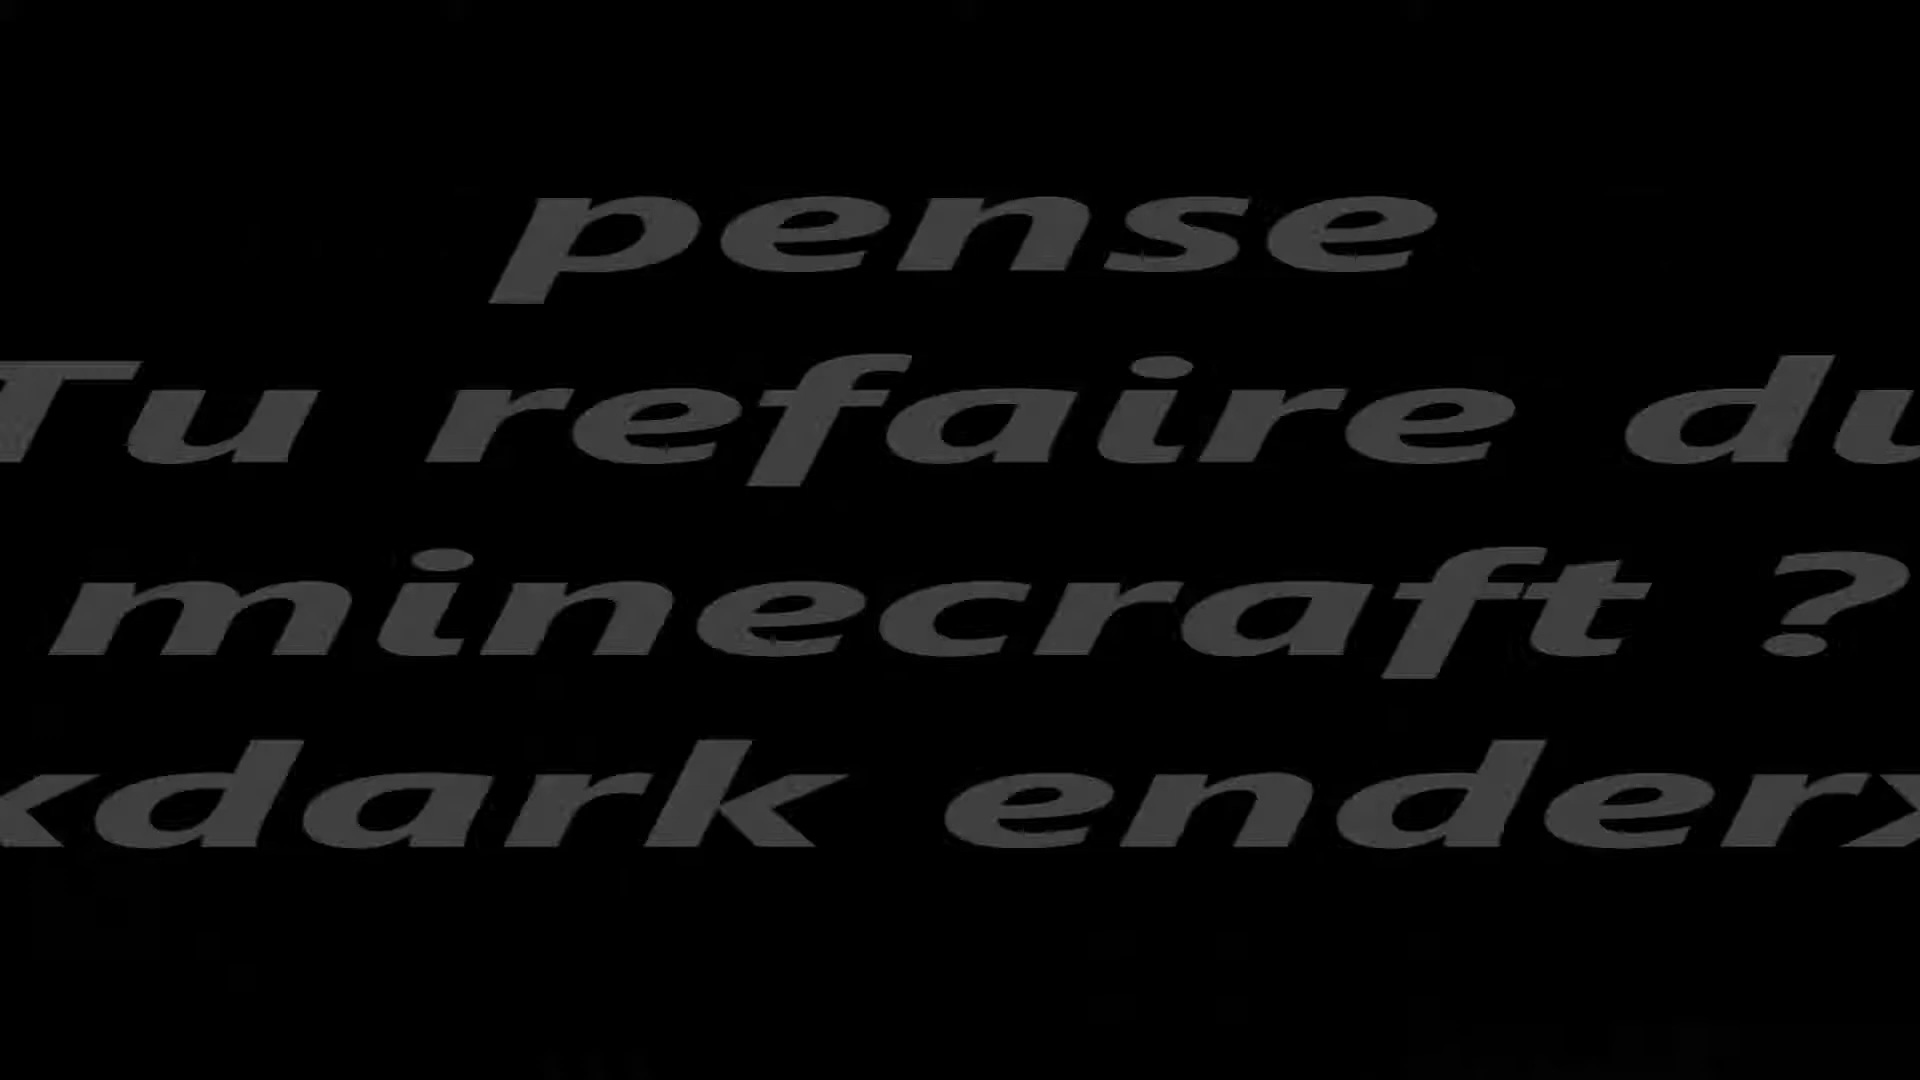 pense
Tu refaire du
minecraft ?
xdark enderx